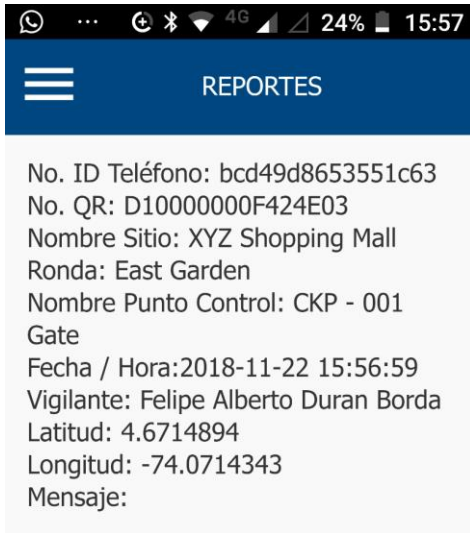 4G 24% 15:57
REPORTES
No. ID Teléfono: bcd49d8653551c63
No. QR: D10000000F424E03
Nombre Sitio: XYZ Shopping Mall
Ronda: East Garden
Nombre Punto Control: CKP - 001
Gate
Fecha / Hora:2018-11-22 15:56:59
Vigilante: Felipe Alberto Duran Borda
Latitud: 4.6714894
Longitud: -74.0714343
Mensaje: